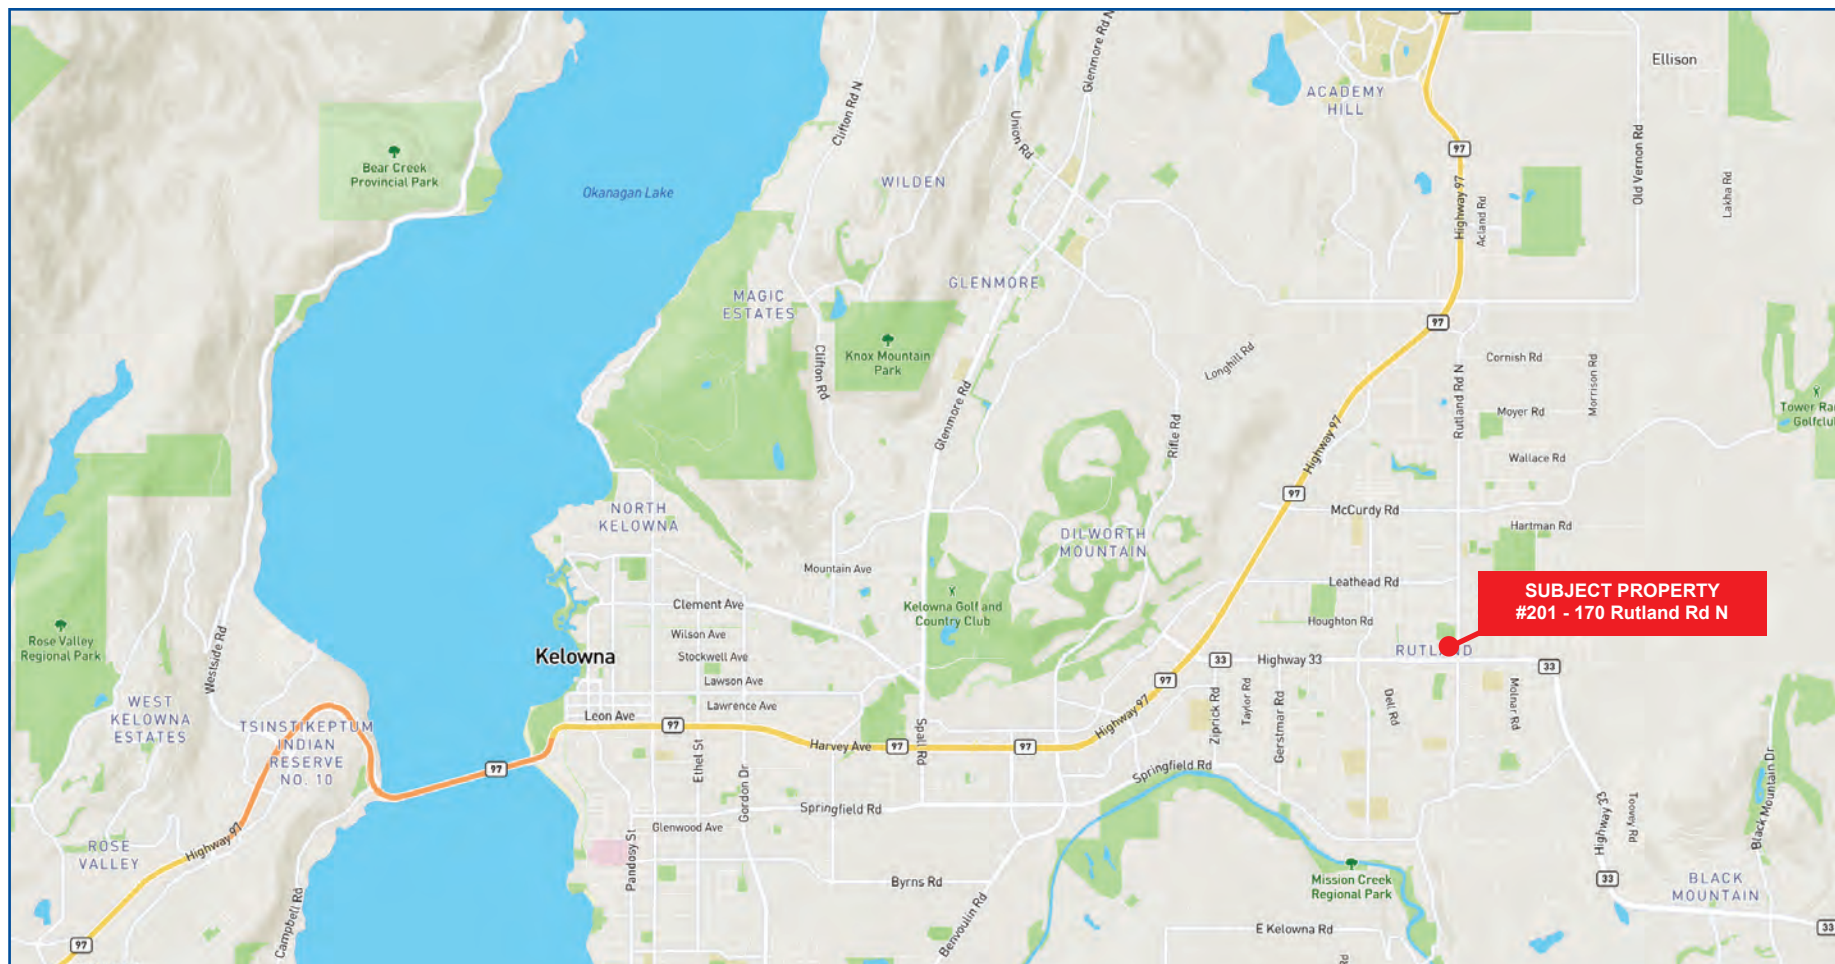 Ellison
ACADEMY
HILL
Glenmore Rd N
Clifton Rd N
Union Rd
97
Old Vernon Rd
Bear Creek
Provincial Park
Okanagan Lake
WILDEN
Highway 97
Acland Rd
Lakha Rd
MAGIC
ESTATES
GLENMORE
97
Knox Mountain
Park
Clifton Rd
Longhill Rd
Cornish Rd
Rutland Rd N
Morrison Rd
Glenmore Rd
Rifle Rd
Highway 97
Moyer Rd
Tower Ran
Golfclub
Wallace Rd
97
McCurdy Rd
NORTH
KELOWNA
DILWORTH
MOUNTAIN
Hartman Rd
Mountain Ave
Leathead Rd
SUBJECT PROPERTY
#201 - 170 Rutland Rd N
Clement Ave
Kelowna Golf and
Country Club
Houghton Rd
Rose Valley
Regional Park
Westside Rd
Wilson Ave
Kelowna
Stockwell Ave
RUTLAND
33
Highway 33
33
Lawson Ave
97
WEST
KELOWNA
ESTATES
Leon Ave
Lawrence Ave
Ziprick Rd
Taylor Rd
Gerstmar Rd
Dell Rd
Molnar Rd
TSINSTIKEPTUM
INDIAN
RESERVE
NO. 10
97
Highway 97
Harvey Ave
97
Spall Rd
97
97
Ethel St
Gordon Dr
Springfield Rd
Springfield Rd
Black Mountain Dr
Highway 33
Toovey Rd
Highway 97
ROSE
VALLEY
Glenwood Ave
Pandosy St
Byrns Rd
Mission Creek
Regional Park
33
BLACK
MOUNTAIN
Campbell Rd
Benvoulin Rd
E Kelowna Rd
33
97
Rd